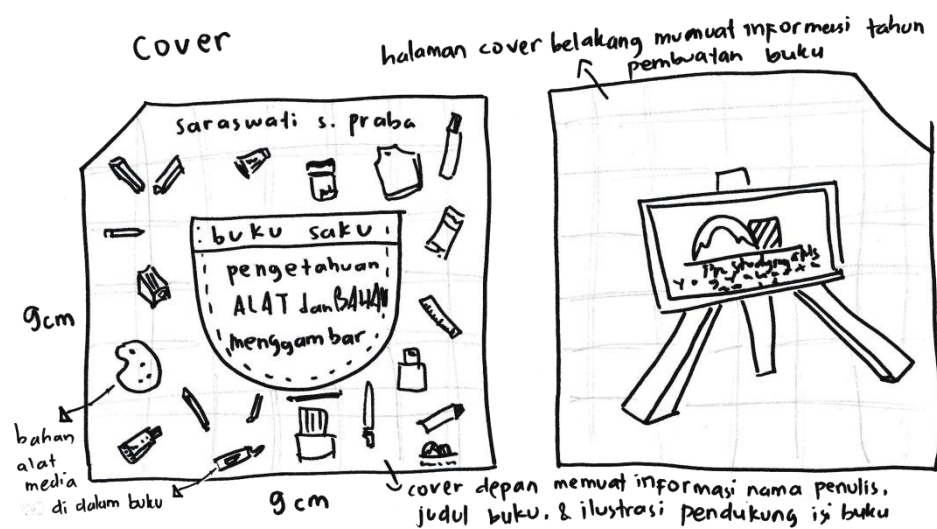 Cover
halaman cover belakang mumuat informasi tahun
pembuatan buku
saraswati s. praba
buku saku
pengetahuan
ALAT dan BAHAN
menggambar
9cm
bahan
alat
media
di dalam buku
9 cm
cover depan memuat informasi nama penulis,
judul buku, & ilustrasi pendukung isi buku